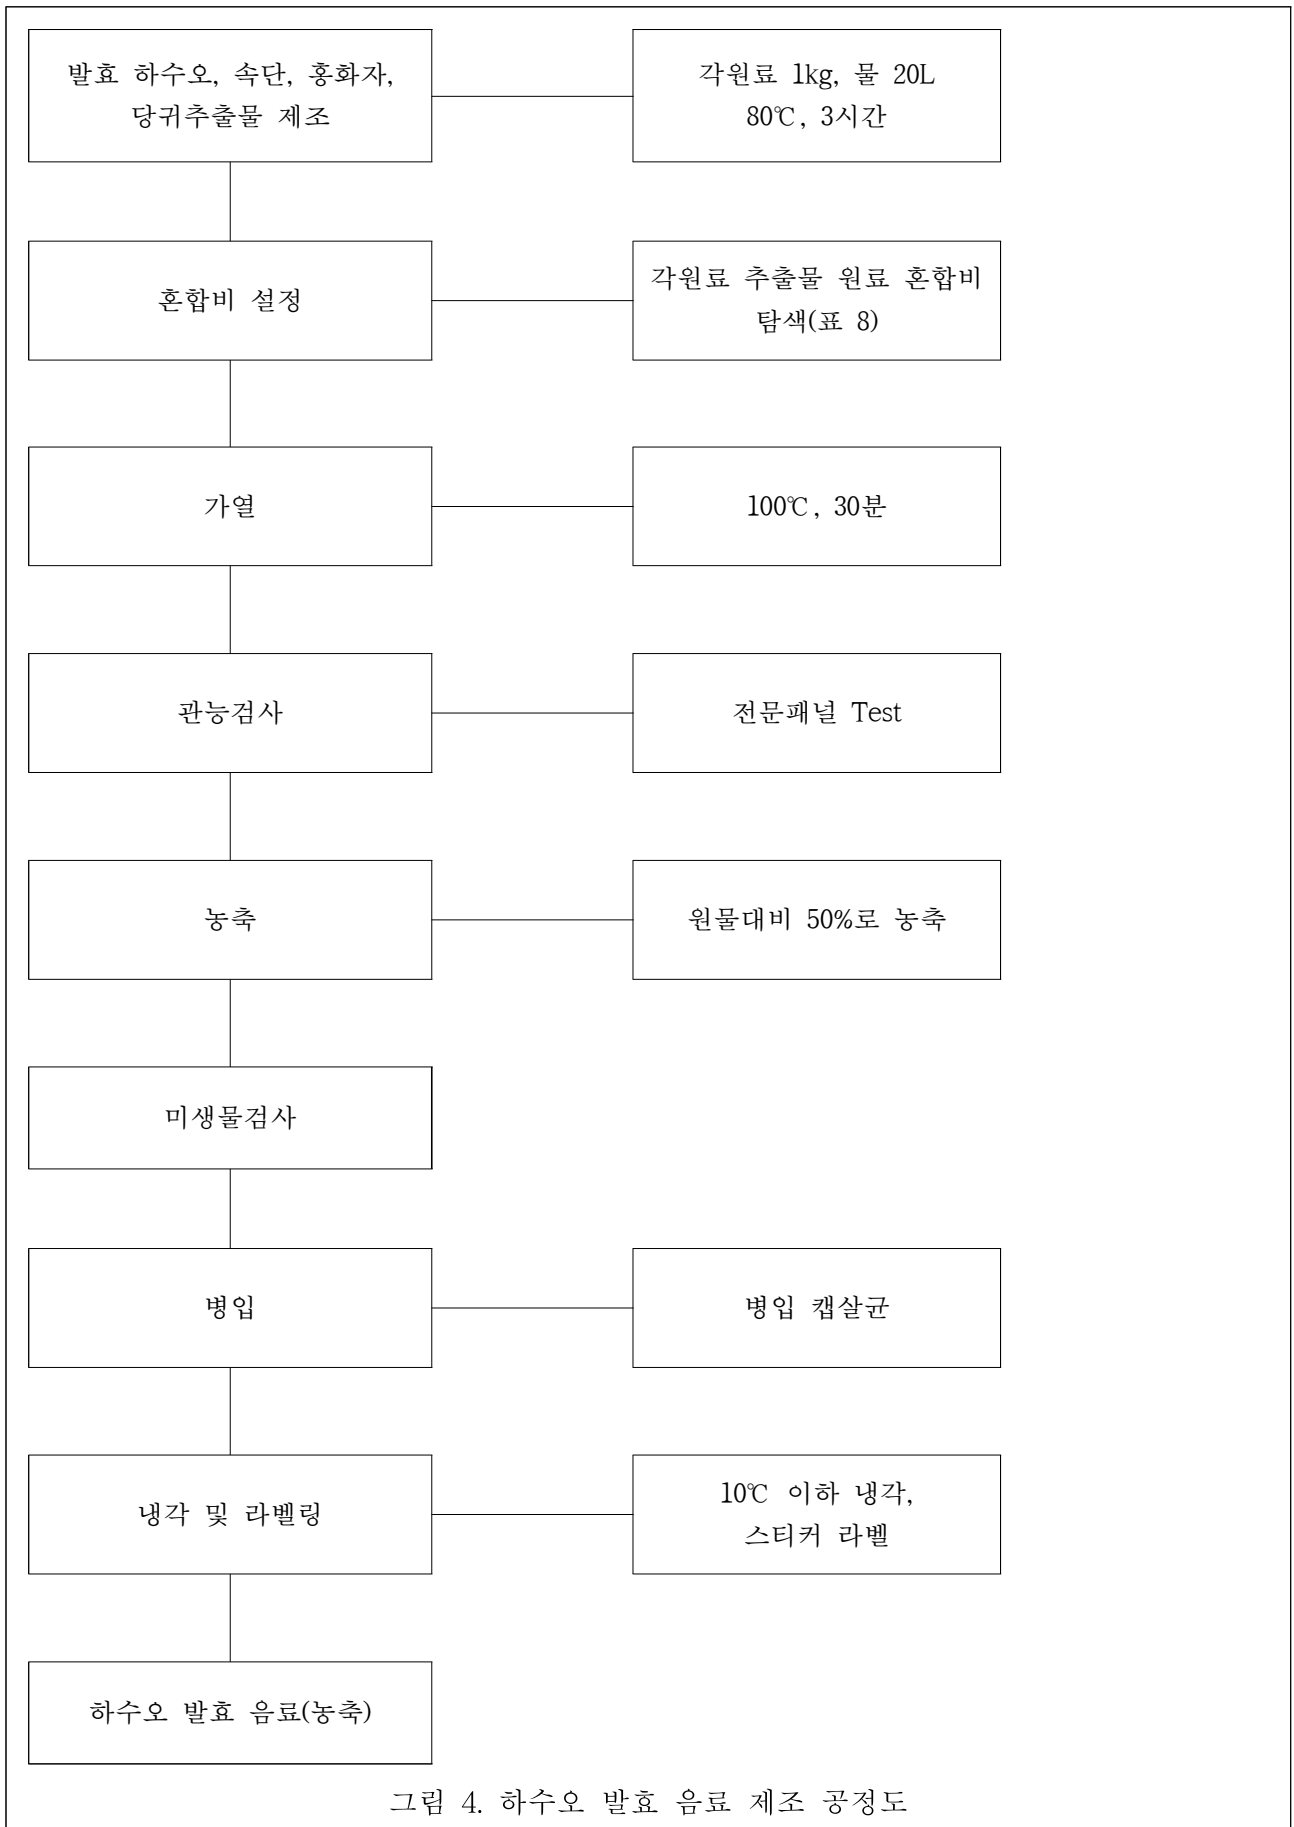 발효 하수오, 속단, 홍화자,
당귀추출물 제조
각원료 1kg, 물 20L
80℃, 3시간
혼합비 설정
각원료 추출물 원료 혼합비
탐색(표 8)
가열
100℃, 30분
관능검사
전문패널 Test
농축
원물대비 50%로 농축
미생물검사
병입
병입 캡살균
냉각 및 라벨링
10℃ 이하 냉각,
스티커 라벨
하수오 발효 음료(농축)
그림 4. 하수오 발효 음료 제조 공정도